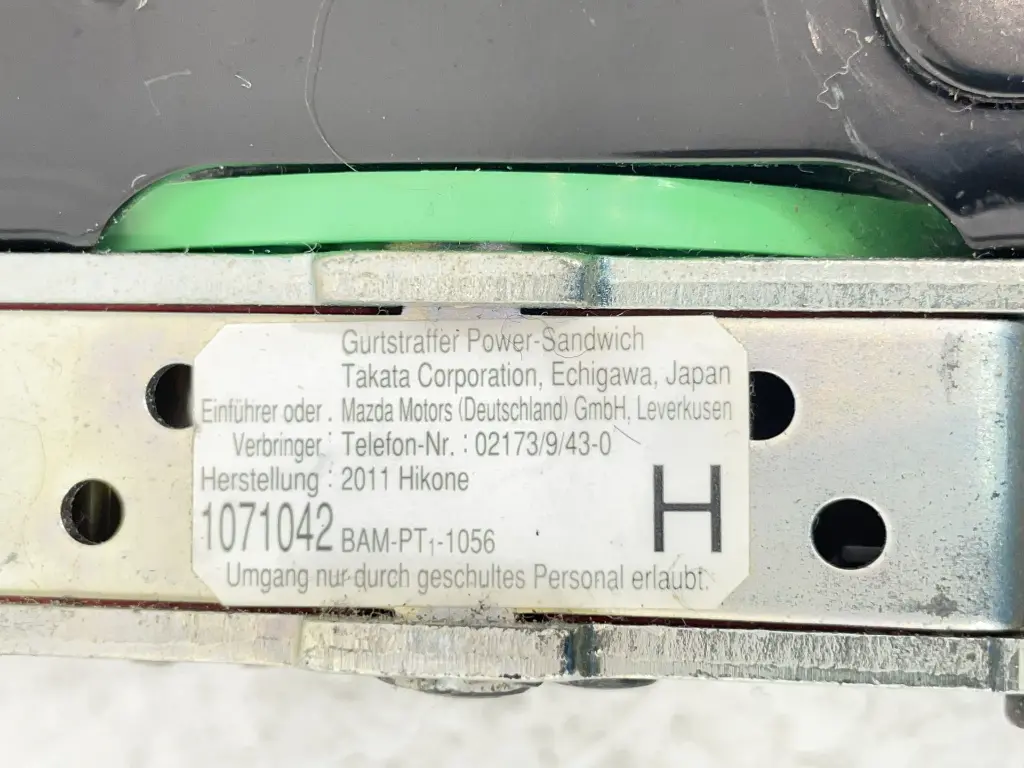 Gurtstraffer Power-Sandwich
Takata Corporation, Echigawa, Japan
Einführer oder . Mazda Motors (Deutschland) GmbH, Leverkusen
Verbringer : Telefon-Nr. : 02173/9/43-0
Herstellung : 2011 Hikone
1071042 BAM-PT₁-1056
H
Umgang nur durch geschultes Personal erlaubt.